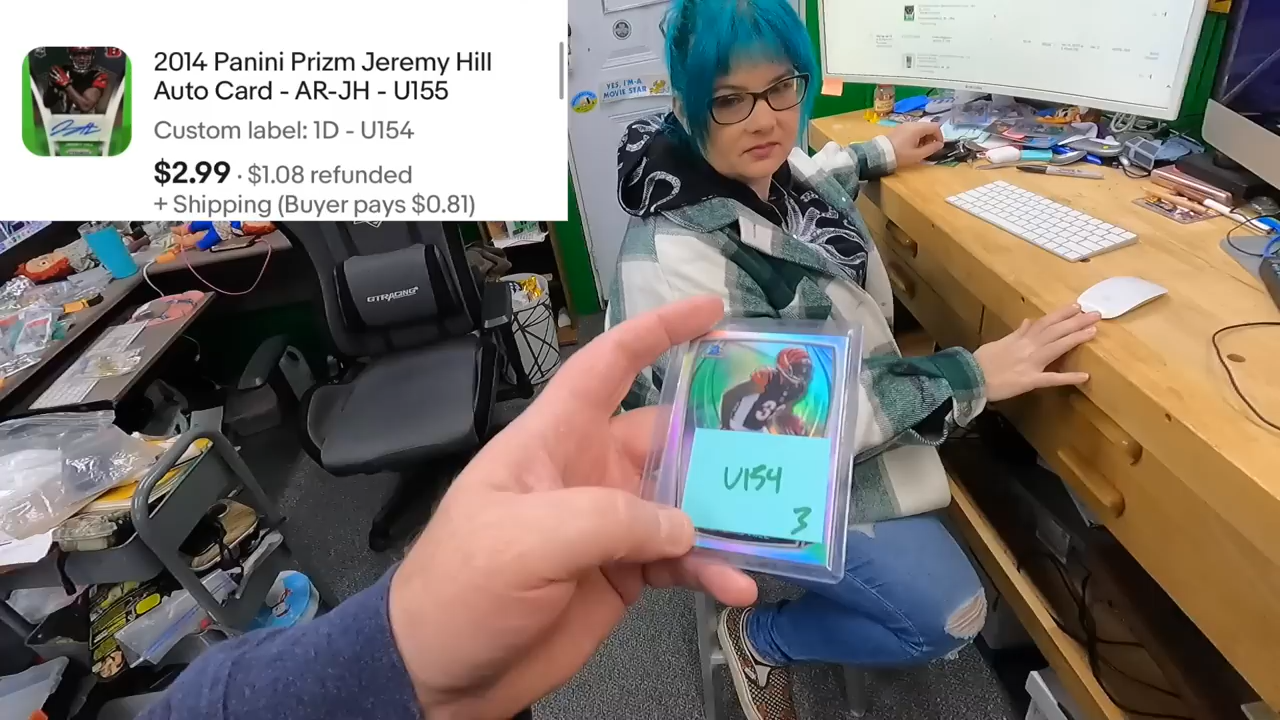 2014 Panini Prizm Jeremy Hill
Auto Card - AR-JH - U155
Custom label: 1D - U154
$2.99 · $1.08 refunded
+ Shipping (Buyer pays $0.81)
YES, I'M A
MOVIE STAR
GTRACING
U154
3